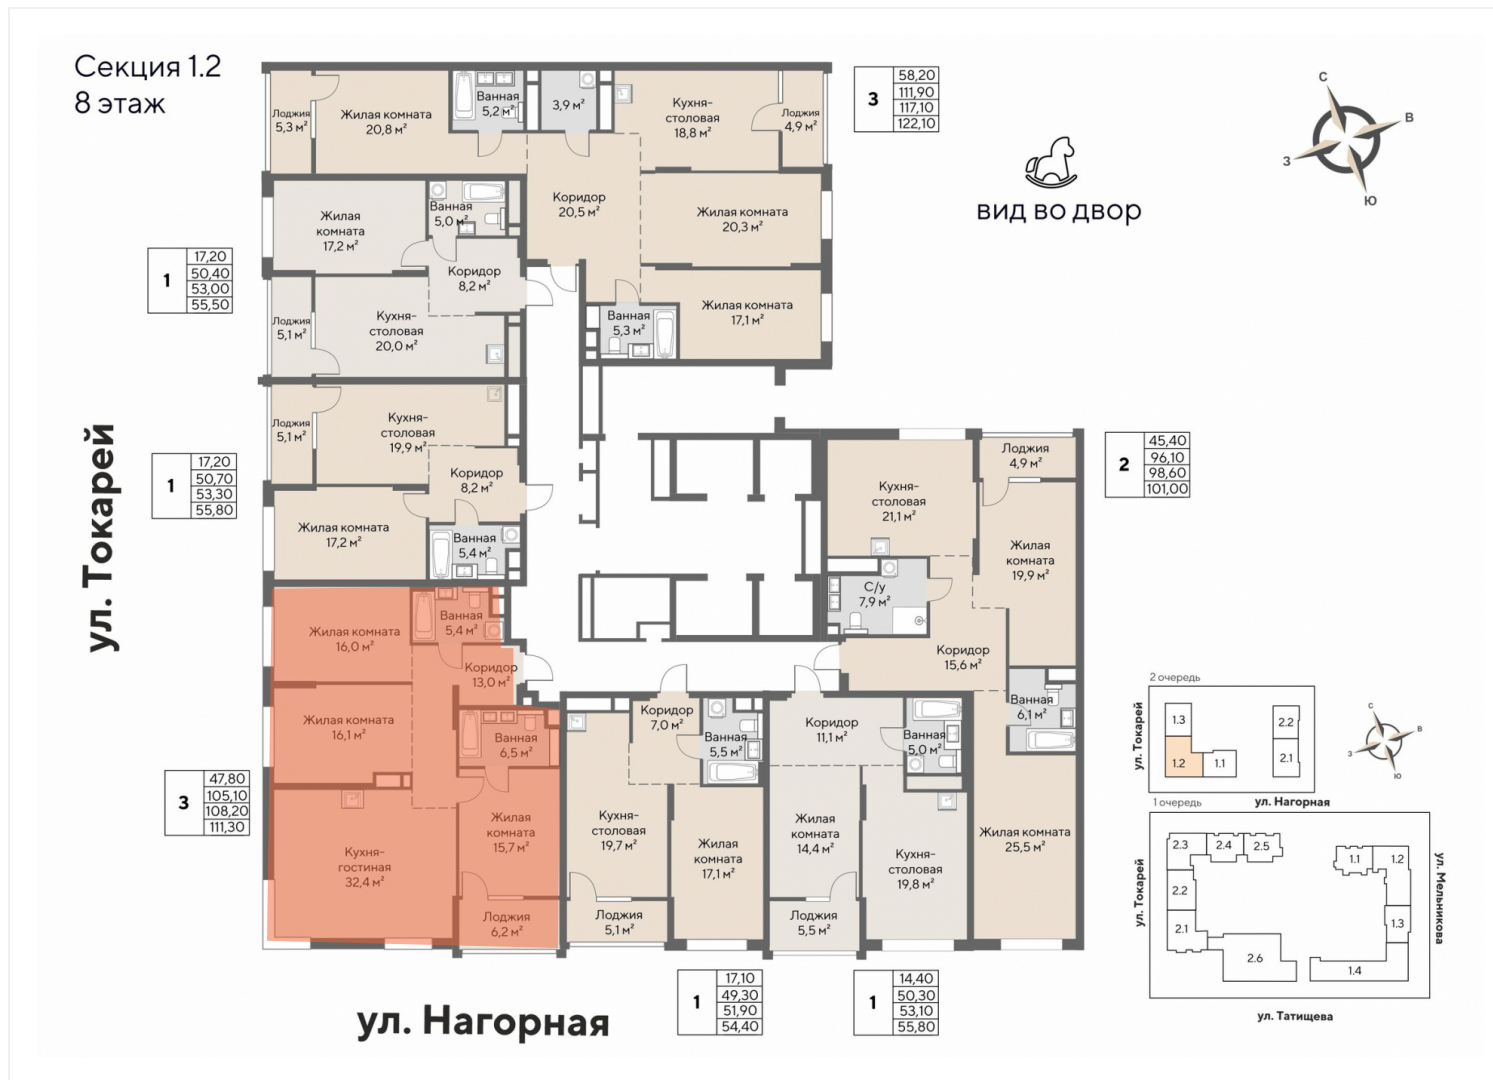 Секция 1.2
8 этаж
Лоджия
5,3 м²
Жилая комната
20,8 м²
Ванная
5,2 м²
3,9 м²
Кухня-
столовая
18,8 м²
Лоджия
4,9 м²
3
58,20
111,90
117,10
122,10
С
В
З
Ю
вид во двор
Жилая
комната
17,2 м²
Ванная
5,0 м²
Коридор
20,5 м²
Жилая комната
20,3 м²
1
17,20
50,40
53,00
55,50
Коридор
8,2 м²
Лоджия
5,1 м²
Кухня-
столовая
20,0 м²
Ванная
5,3 м²
Жилая комната
17,1 м²
ул. Токарей
1
17,20
50,70
53,30
55,80
Лоджия
5,1 м²
Кухня-
столовая
19,9 м²
Коридор
8,2 м²
Жилая комната
17,2 м²
Ванная
5,4 м²
Кухня-
столовая
21,1 м²
Лоджия
4,9 м²
2
45,40
96,10
98,60
101,00
Жилая
комната
19,9 м²
С/у
7,9 м²
Коридор
15,6 м²
Ванная
6,1 м²
Жилая комната
25,5 м²
Жилая комната
16,0 м²
Ванная
5,4 м²
Коридор
13,0 м²
Жилая комната
16,1 м²
Ванная
6,5 м²
3
47,80
105,10
108,20
111,30
Кухня-
гостиная
32,4 м²
Жилая
комната
15,7 м²
Лоджия
6,2 м²
Коридор
7,0 м²
Ванная
5,5 м²
Кухня-
столовая
19,7 м²
Жилая
комната
17,1 м²
Лоджия
5,1 м²
Коридор
11,1 м²
Ванная
5,0 м²
Жилая
комната
14,4 м²
Кухня-
столовая
19,8 м²
Лоджия
5,5 м²
1
17,10
49,30
51,90
54,40
1
14,40
50,30
53,10
55,80
ул. Нагорная
2 очередь
ул. Токарей
1.3
1.2
1.1
2.2
2.1
С
В
З
Ю
1 очередь
ул. Нагорная
ул. Токарей
2.3
2.4
2.5
2.2
2.1
2.6
1.1
1.2
1.3
1.4
ул. Мельникова
ул. Татищева